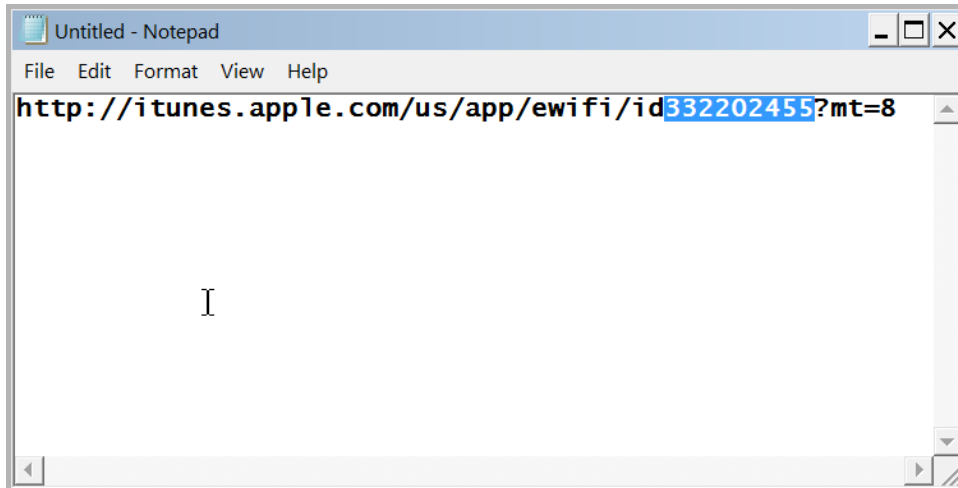 Untitled - Notepad
File Edit Format View Help
http://itunes.apple.com/us/app/ewifi/id332202455?mt=8